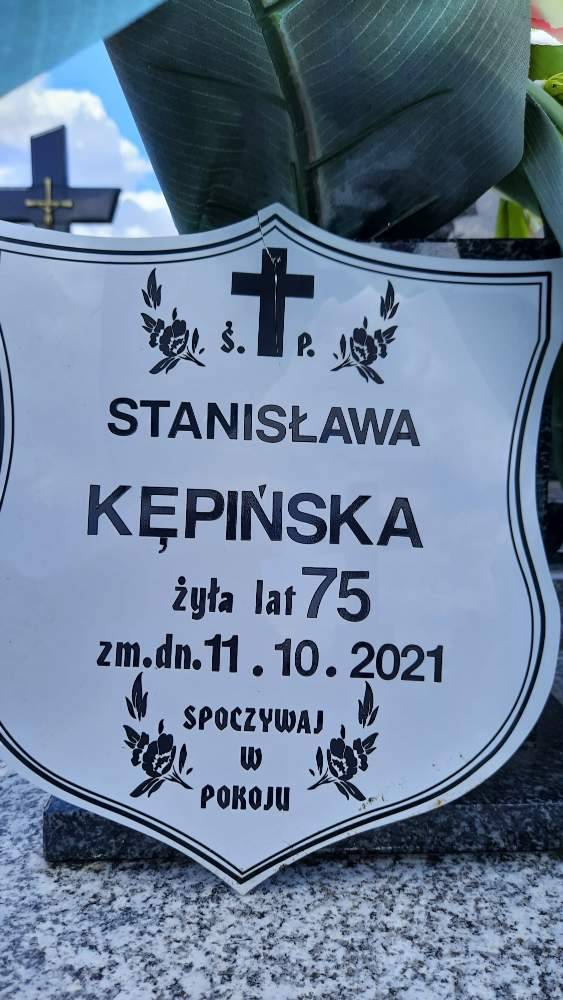 Ś. P.
STANISŁAWA
KĘPIŃSKA
żyła lat 75
zm.dn.11.10.2021
SPOCZYWAJ
W
POKOJU